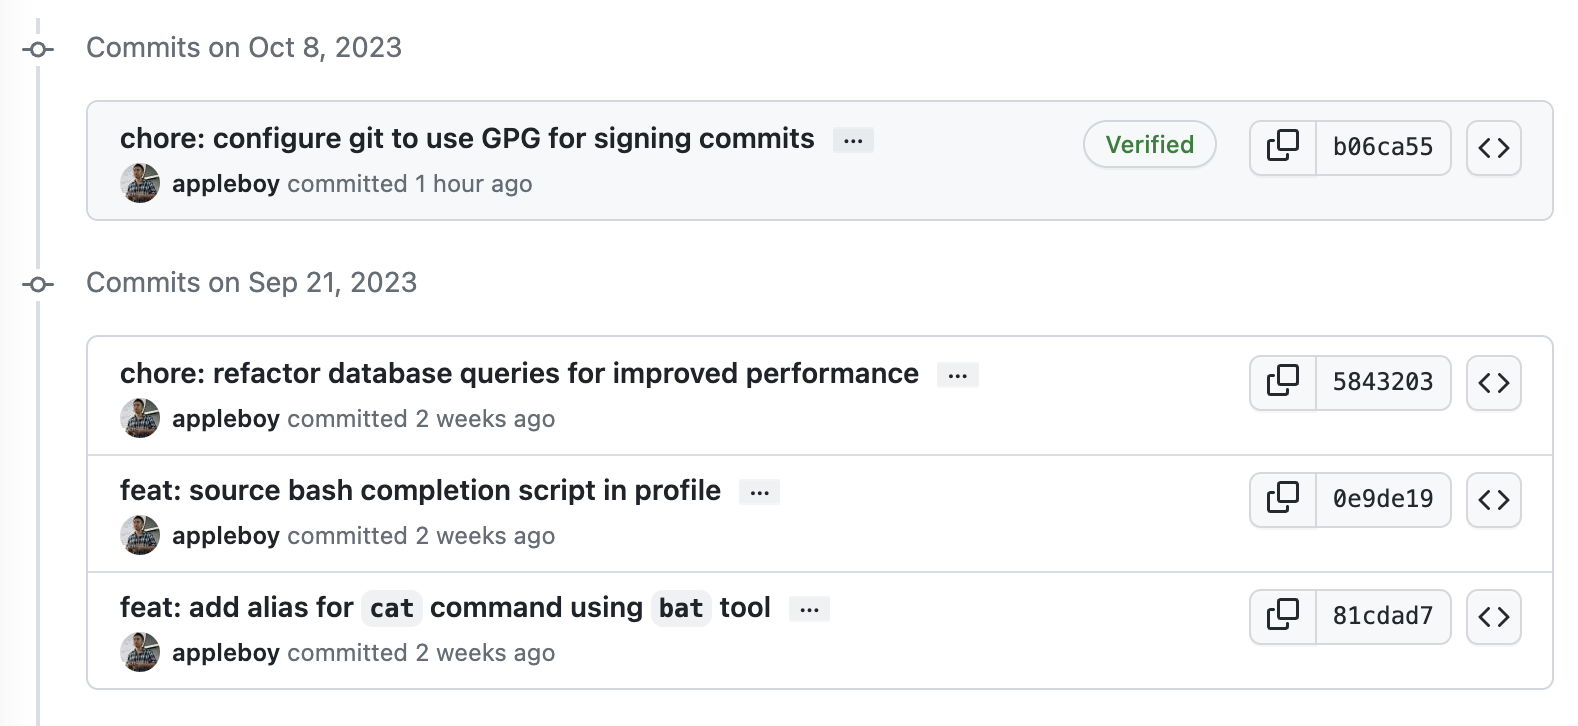 Commits on Oct 8, 2023
chore: configure git to use GPG for signing commits ...
Verified
b06ca55
appleboy committed 1 hour ago
Commits on Sep 21, 2023
chore: refactor database queries for improved performance ...
5843203
appleboy committed 2 weeks ago
feat: source bash completion script in profile ...
0e9de19
appleboy committed 2 weeks ago
feat: add alias for cat command using bat tool ...
81cdad7
appleboy committed 2 weeks ago